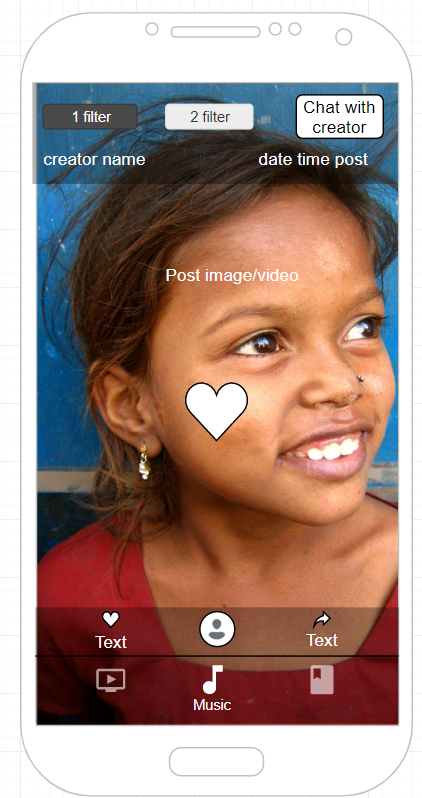 1 filter
2 filter
Chat with
creator
creator name
date time post
Post image/video
Text
Text
Music